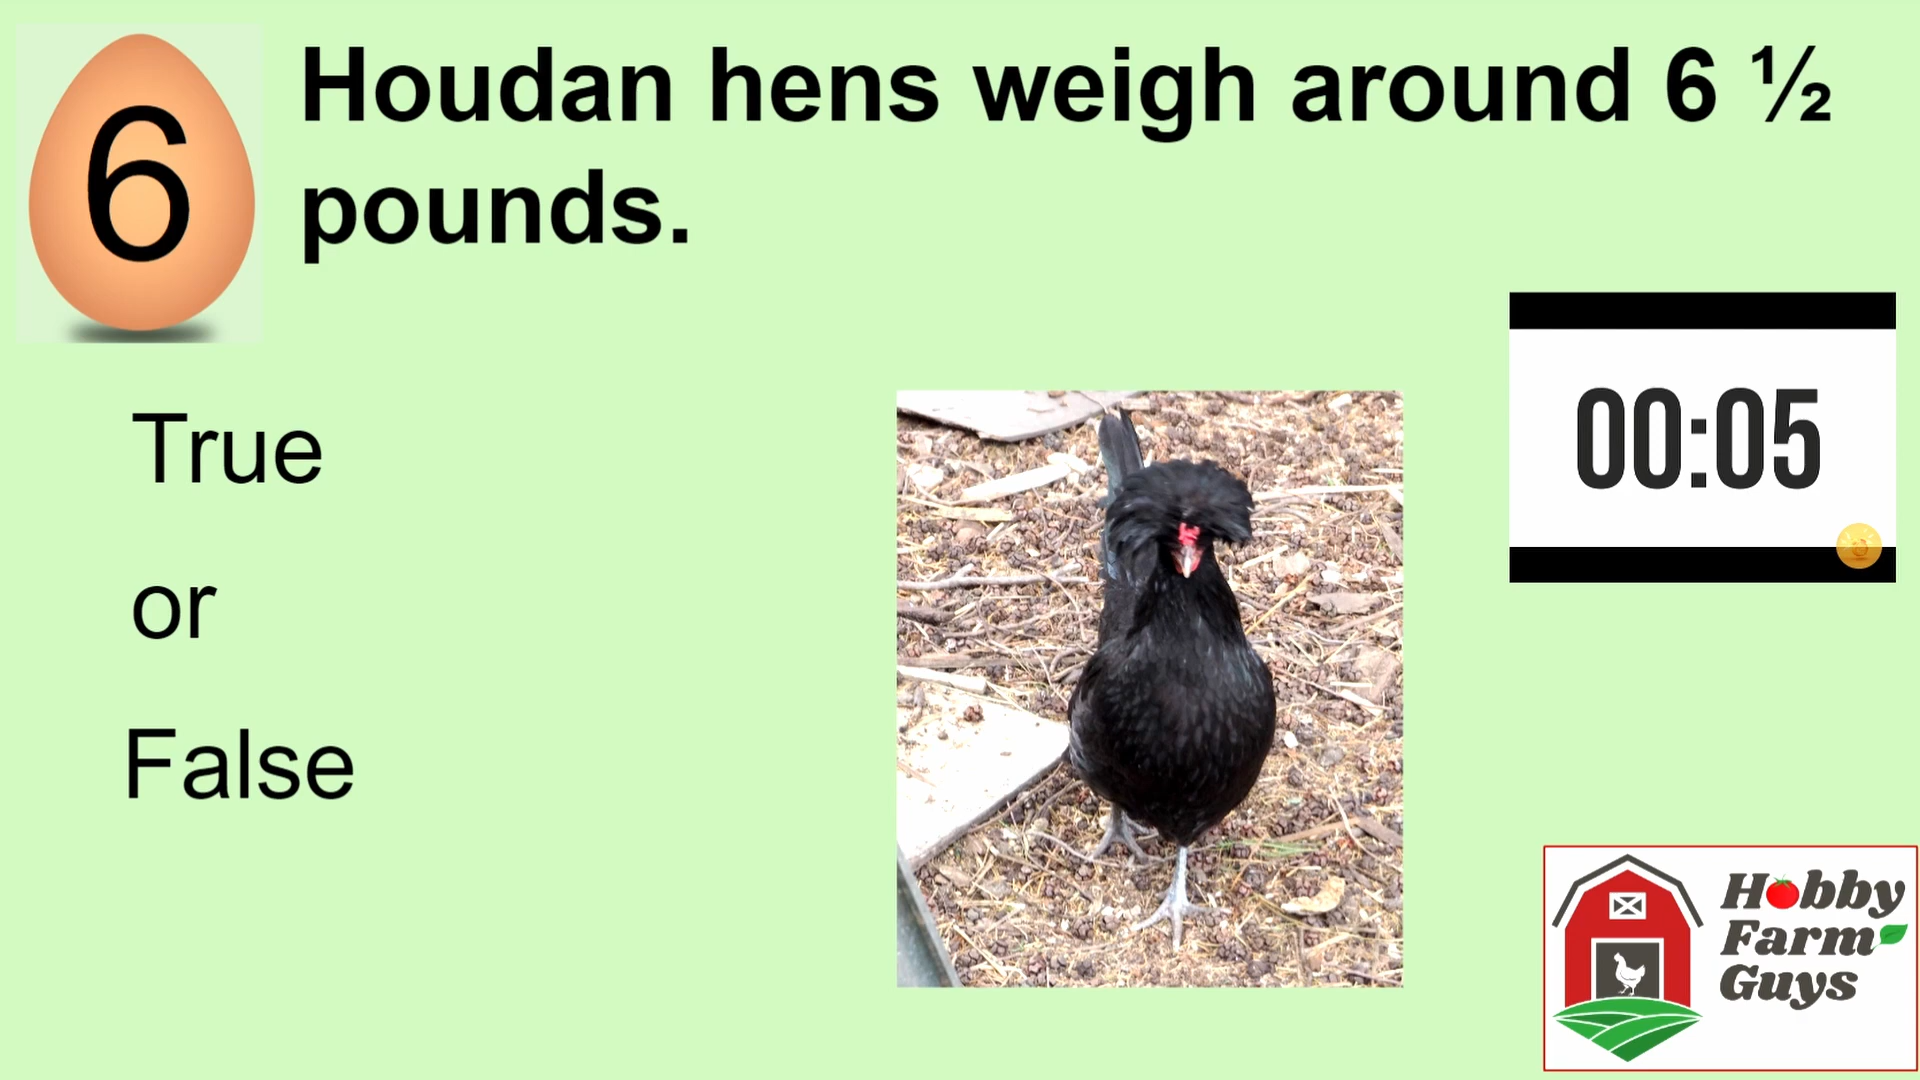 6
Houdan hens weigh around 6 ½
pounds.
True
or
False
00:05
Hobby
Farm
Guys